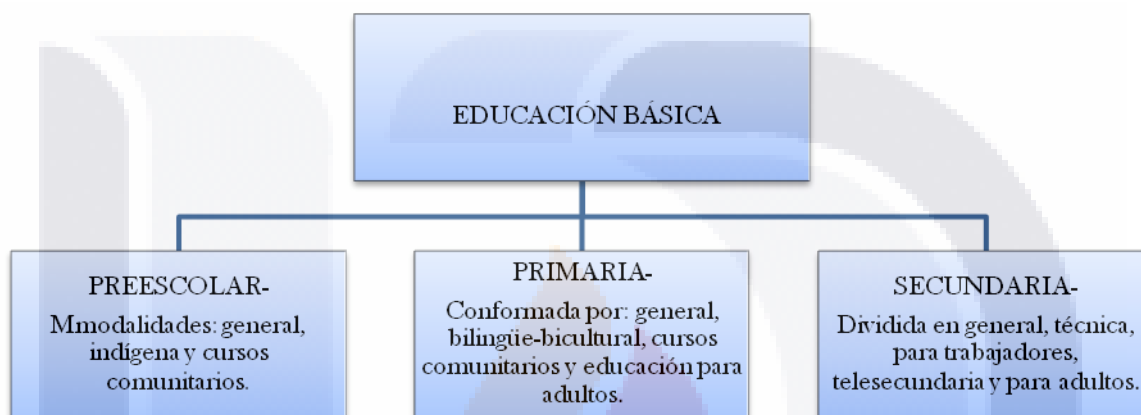 EDUCACIÓN BÁSICA
PREESCOLAR-
Mmodalidades: general,
indígena y cursos
comunitarios.
PRIMARIA-
Conformada por: general,
bilingüe-bicultural, cursos
comunitarios y educación para
adultos.
SECUNDARIA-
Dividida en general, técnica,
para trabajadores,
telesecundaria y para adultos.